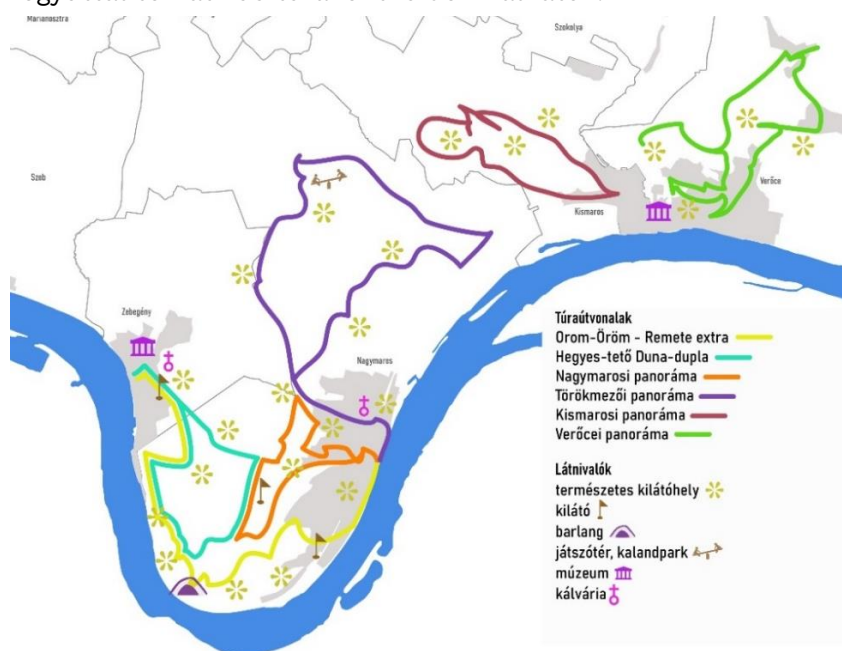 Marianosztra
Szokolya
Szob
Verőce
Kismaros
Zebegény
Nagymaros
Túraútvonalak
Orom-Öröm - Remete extra
Hegyes-tető Duna-dupla
Nagymarosi panoráma
Törökmezői panoráma
Kismarosi panoráma
Verőcei panoráma
Látnivalók
természetes kilátóhely
kilátó
barlang
játszótér, kalandpark
múzeum
kálvária